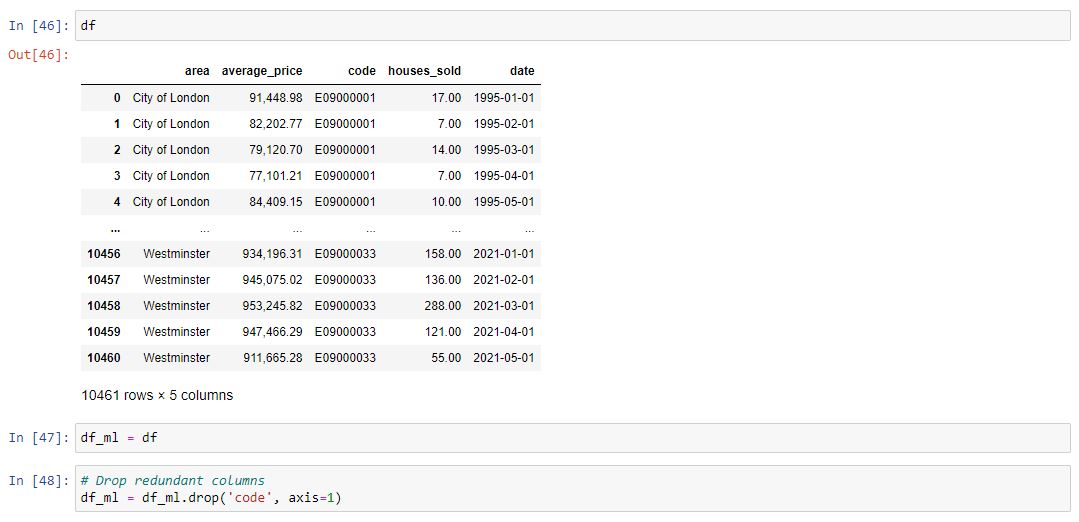 In [46]: df
Out[46]:
area average_price code houses_sold date
0 City of London 91,448.98 E09000001 17.00 1995-01-01
1 City of London 82,202.77 E09000001 7.00 1995-02-01
2 City of London 79,120.70 E09000001 14.00 1995-03-01
3 City of London 77,101.21 E09000001 7.00 1995-04-01
4 City of London 84,409.15 E09000001 10.00 1995-05-01
... ... ... ... ... ...
10456 Westminster 934,196.31 E09000033 158.00 2021-01-01
10457 Westminster 945,075.02 E09000033 136.00 2021-02-01
10458 Westminster 953,245.82 E09000033 288.00 2021-03-01
10459 Westminster 947,466.29 E09000033 121.00 2021-04-01
10460 Westminster 911,665.28 E09000033 55.00 2021-05-01
10461 rows × 5 columns
In [47]: df_ml = df
In [48]: # Drop redundant columns
df_ml = df_ml.drop('code', axis=1)